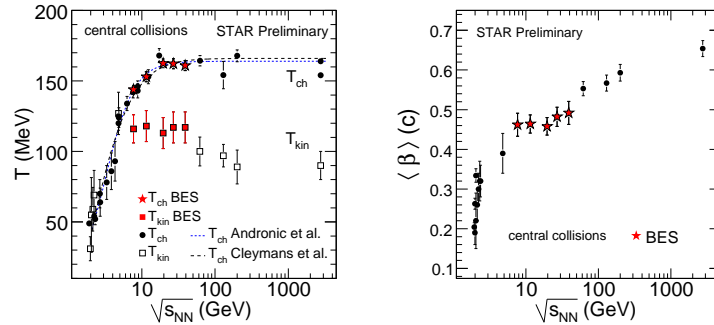 central collisions STAR Preliminary
200
150
100
50
T (MeV)
T_ch
T_kin
T_ch BES
T_kin BES
T_ch T_ch Andronic et al.
T_kin T_ch Cleymans et al.
10 100 1000
√s_NN (GeV)
STAR Preliminary
0.7
0.6
0.5
0.4
0.3
0.2
0.1
⟨β⟩ (c)
central collisions BES
10 100 1000
√s_NN (GeV)